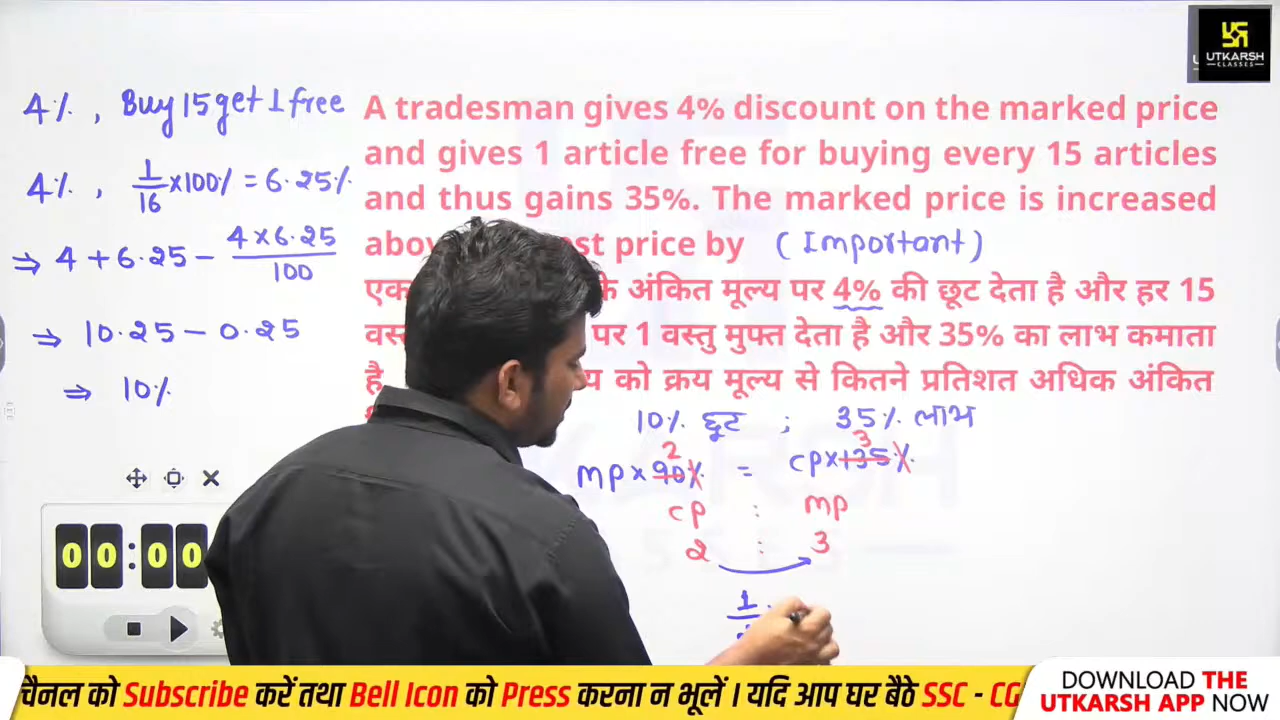 UTKARSH
CLASSES
4%, Buy 15 get 1 free
4%, 1/16 ×100% = 6.25%
⇒ 4 + 6.25 − 4 × 6.25 / 100
⇒ 10.25 − 0.25
⇒ 10%
A tradesman gives 4% discount on the marked price
and gives 1 article free for buying every 15 articles
and thus gains 35%. The marked price is increased
price by (Important)
अंकित मूल्य पर 4% की छूट देता है और हर 15
पर 1 वस्तु मुफ्त देता है और 35% का लाभ कमाता
है
को क्रय मूल्य से कितने प्रतिशत अधिक अंकित
10% छूट ; 35% लाभ
2 3
mp × 90% = cp × 135%
cp : mp
2 : 3
1
00:00
चैनल को Subscribe करें तथा Bell Icon को Press करना न भूलें । यदि आप घर बैठे SSC - CG
DOWNLOAD THE
UTKARSH APP NOW